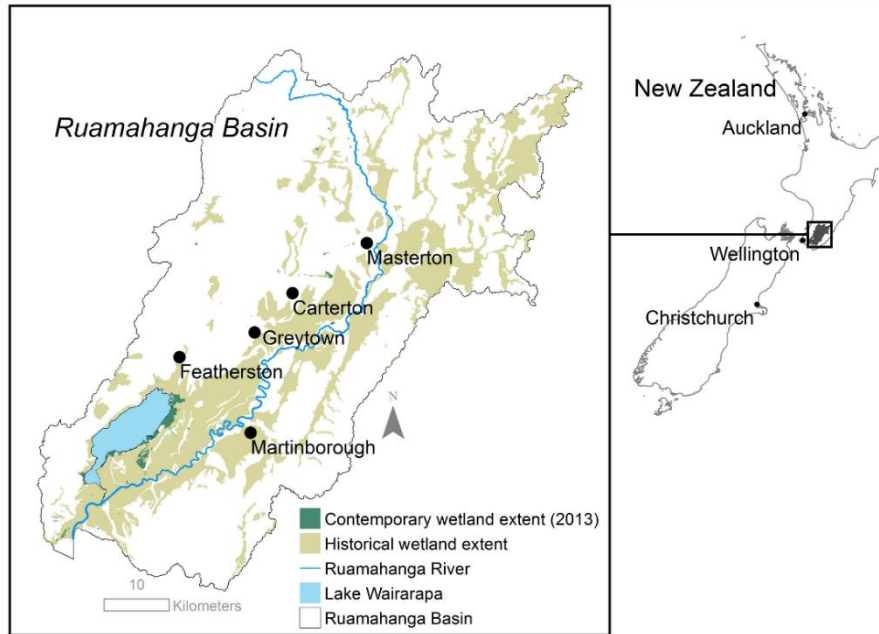 Ruamahanga Basin
Masterton
Carterton
Greytown
Featherston
Martinborough
N
Contemporary wetland extent (2013)
Historical wetland extent
Ruamahanga River
Lake Wairarapa
Ruamahanga Basin
10
Kilometers
New Zealand
Auckland
Wellington
Christchurch